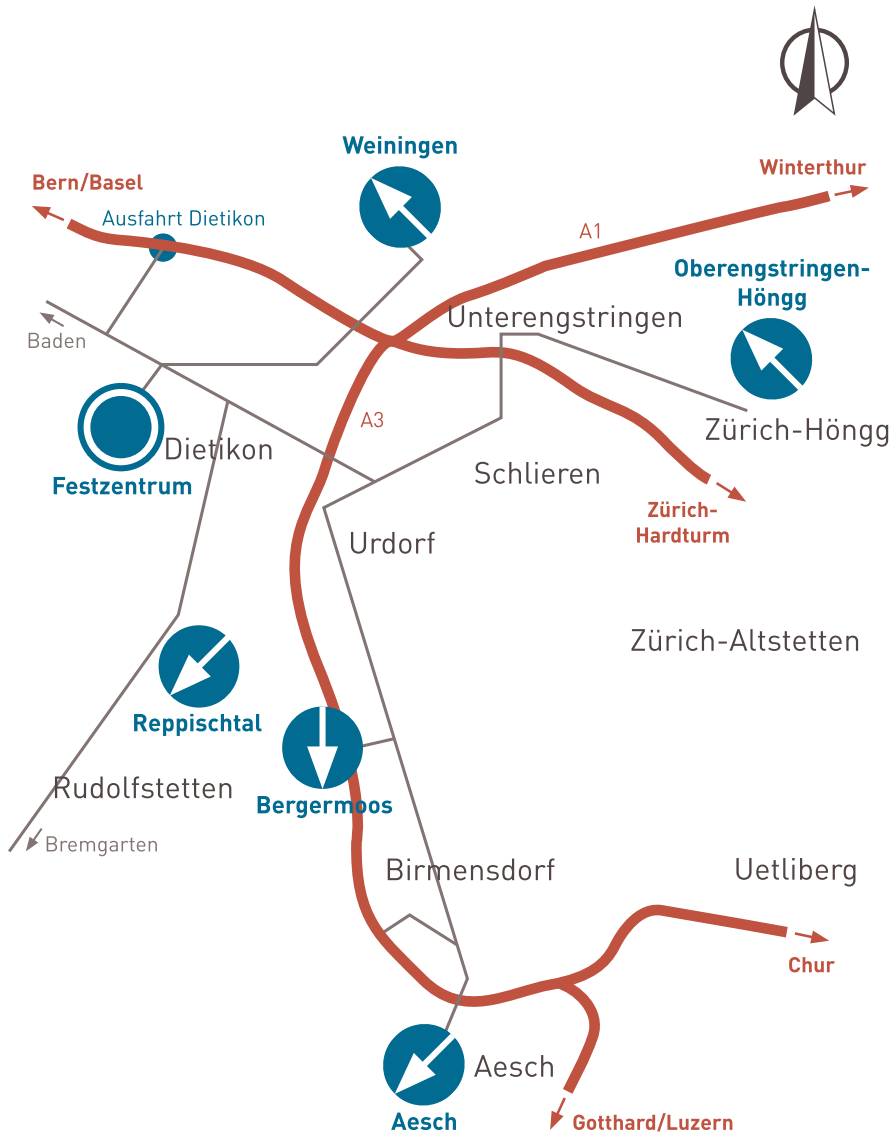 Weiningen
Winterthur
Bern/Basel
Ausfahrt Dietikon
A1
Oberengstringen-
Höngg
Unterengstringen
Baden
A3
Zürich-Höngg
Dietikon
Schlieren
Festzentrum
Zürich-
Hardturm
Urdorf
Zürich-Altstetten
Reppischtal
Rudolfstetten
Bergermoos
Bremgarten
Birmensdorf
Uetliberg
Chur
Aesch
Aesch
Gotthard/Luzern